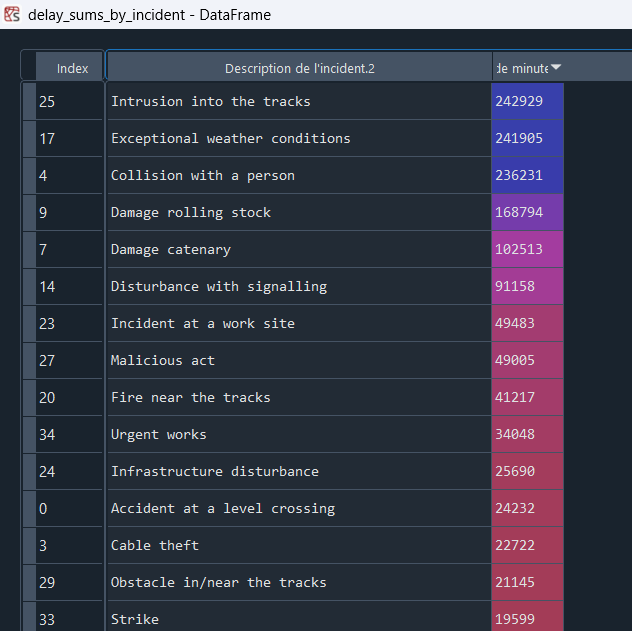 delay_sums_by_incident - DataFrame
Index Description de l'incident.2 de minute
25 Intrusion into the tracks 242929
17 Exceptional weather conditions 241905
4 Collision with a person 236231
9 Damage rolling stock 168794
7 Damage catenary 102513
14 Disturbance with signalling 91158
23 Incident at a work site 49483
27 Malicious act 49005
20 Fire near the tracks 41217
34 Urgent works 34048
24 Infrastructure disturbance 25690
0 Accident at a level crossing 24232
3 Cable theft 22722
29 Obstacle in/near the tracks 21145
33 Strike 19599